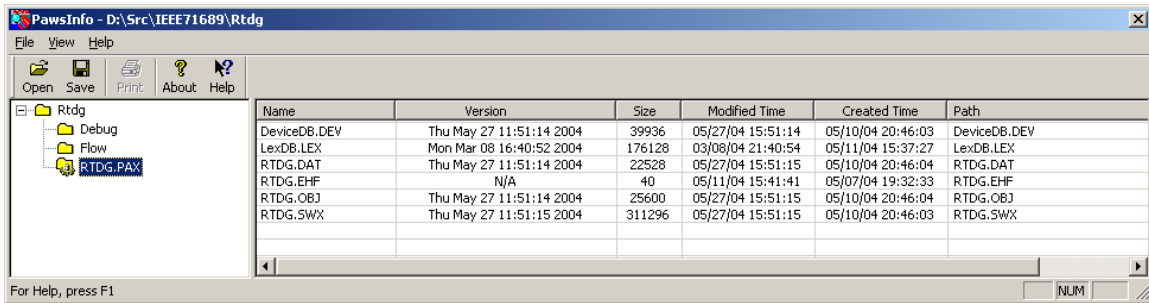 PawsInfo - D:\Src\IEEE71689\Rtdg
File View Help
Open Save Print About Help
Rtdg
Debug
Flow
RTDG.PAX
Name Version Size Modified Time Created Time Path
DeviceDB.DEV Thu May 27 11:51:14 2004 39936 05/27/04 15:51:14 05/10/04 20:46:03 DeviceDB.DEV
LexDB.LEX Mon Mar 08 16:40:52 2004 176128 03/08/04 21:40:54 05/11/04 15:37:27 LexDB.LEX
RTDG.DAT Thu May 27 11:51:14 2004 22528 05/27/04 15:51:15 05/10/04 20:46:04 RTDG.DAT
RTDG.EHF N/A 40 05/11/04 15:41:41 05/07/04 19:32:33 RTDG.EHF
RTDG.OBJ Thu May 27 11:51:14 2004 25600 05/27/04 15:51:15 05/10/04 20:46:04 RTDG.OBJ
RTDG.SWX Thu May 27 11:51:15 2004 311296 05/27/04 15:51:15 05/10/04 20:46:03 RTDG.SWX
For Help, press F1 NUM